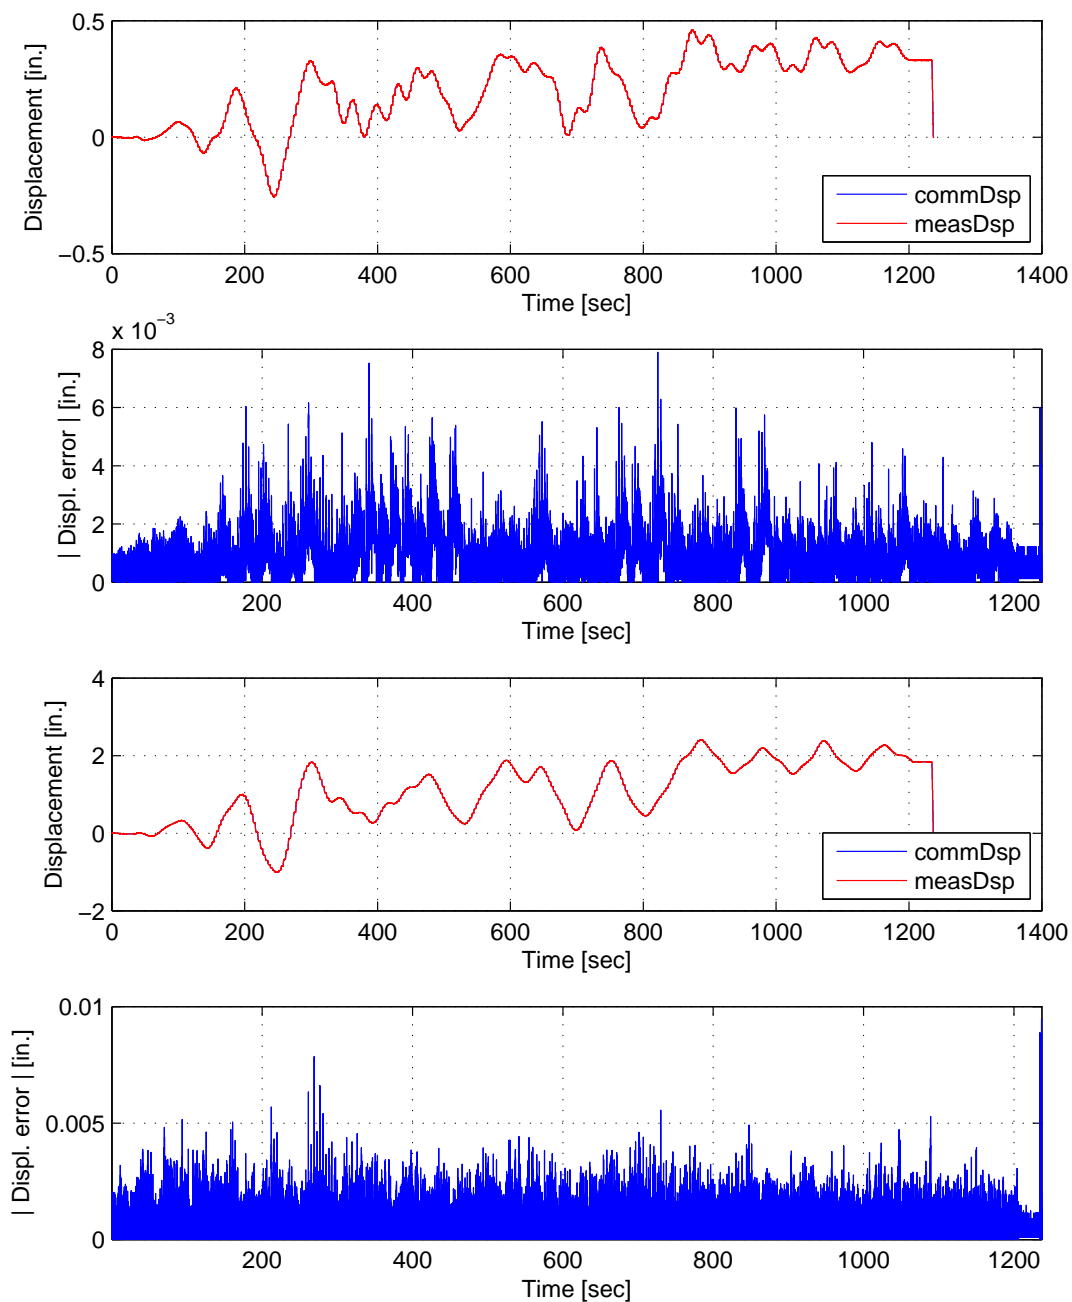 0.5
0
−0.5
Displacement [in.]
commDsp
measDsp
0 200 400 600 800 1000 1200 1400
Time [sec]
x 10−3
8
6
4
2
0
| Displ. error | [in.]
200 400 600 800 1000 1200
Time [sec]
4
2
0
−2
Displacement [in.]
commDsp
measDsp
0 200 400 600 800 1000 1200 1400
Time [sec]
0.01
0.005
0
| Displ. error | [in.]
200 400 600 800 1000 1200
Time [sec]